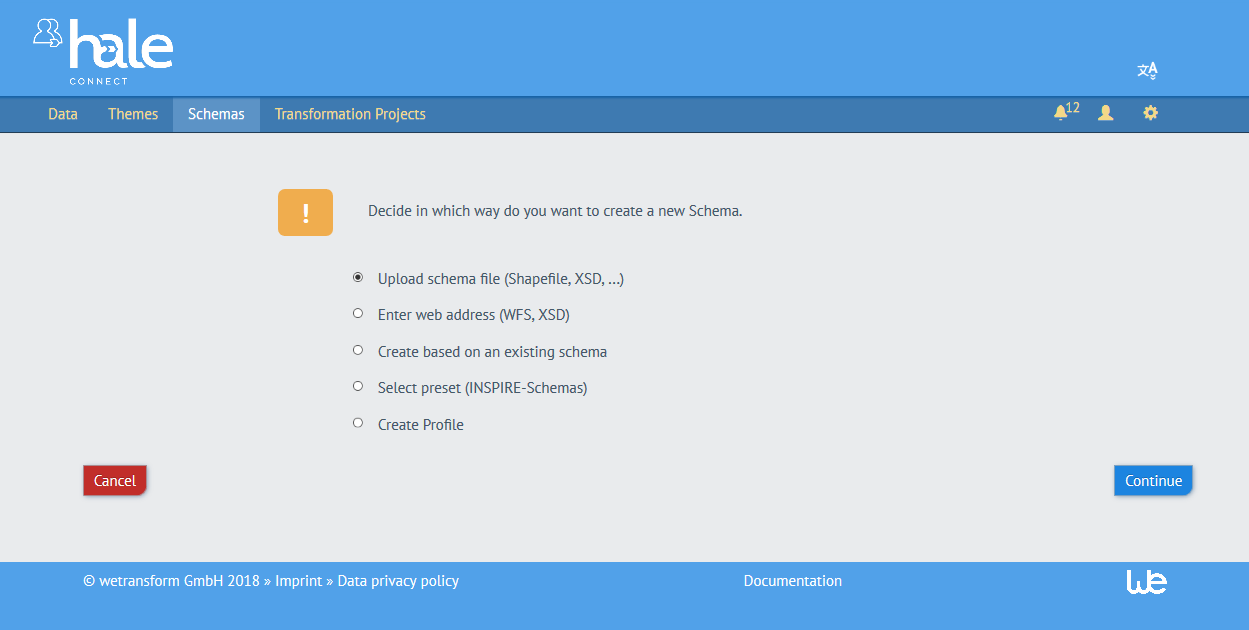 hale
CONNECT
文A
Data Themes Schemas Transformation Projects 12
! Decide in which way do you want to create a new Schema.
Upload schema file (Shapefile, XSD, ...)
Enter web address (WFS, XSD)
Create based on an existing schema
Select preset (INSPIRE-Schemas)
Create Profile
Cancel Continue
© wetransform GmbH 2018 » Imprint » Data privacy policy Documentation we